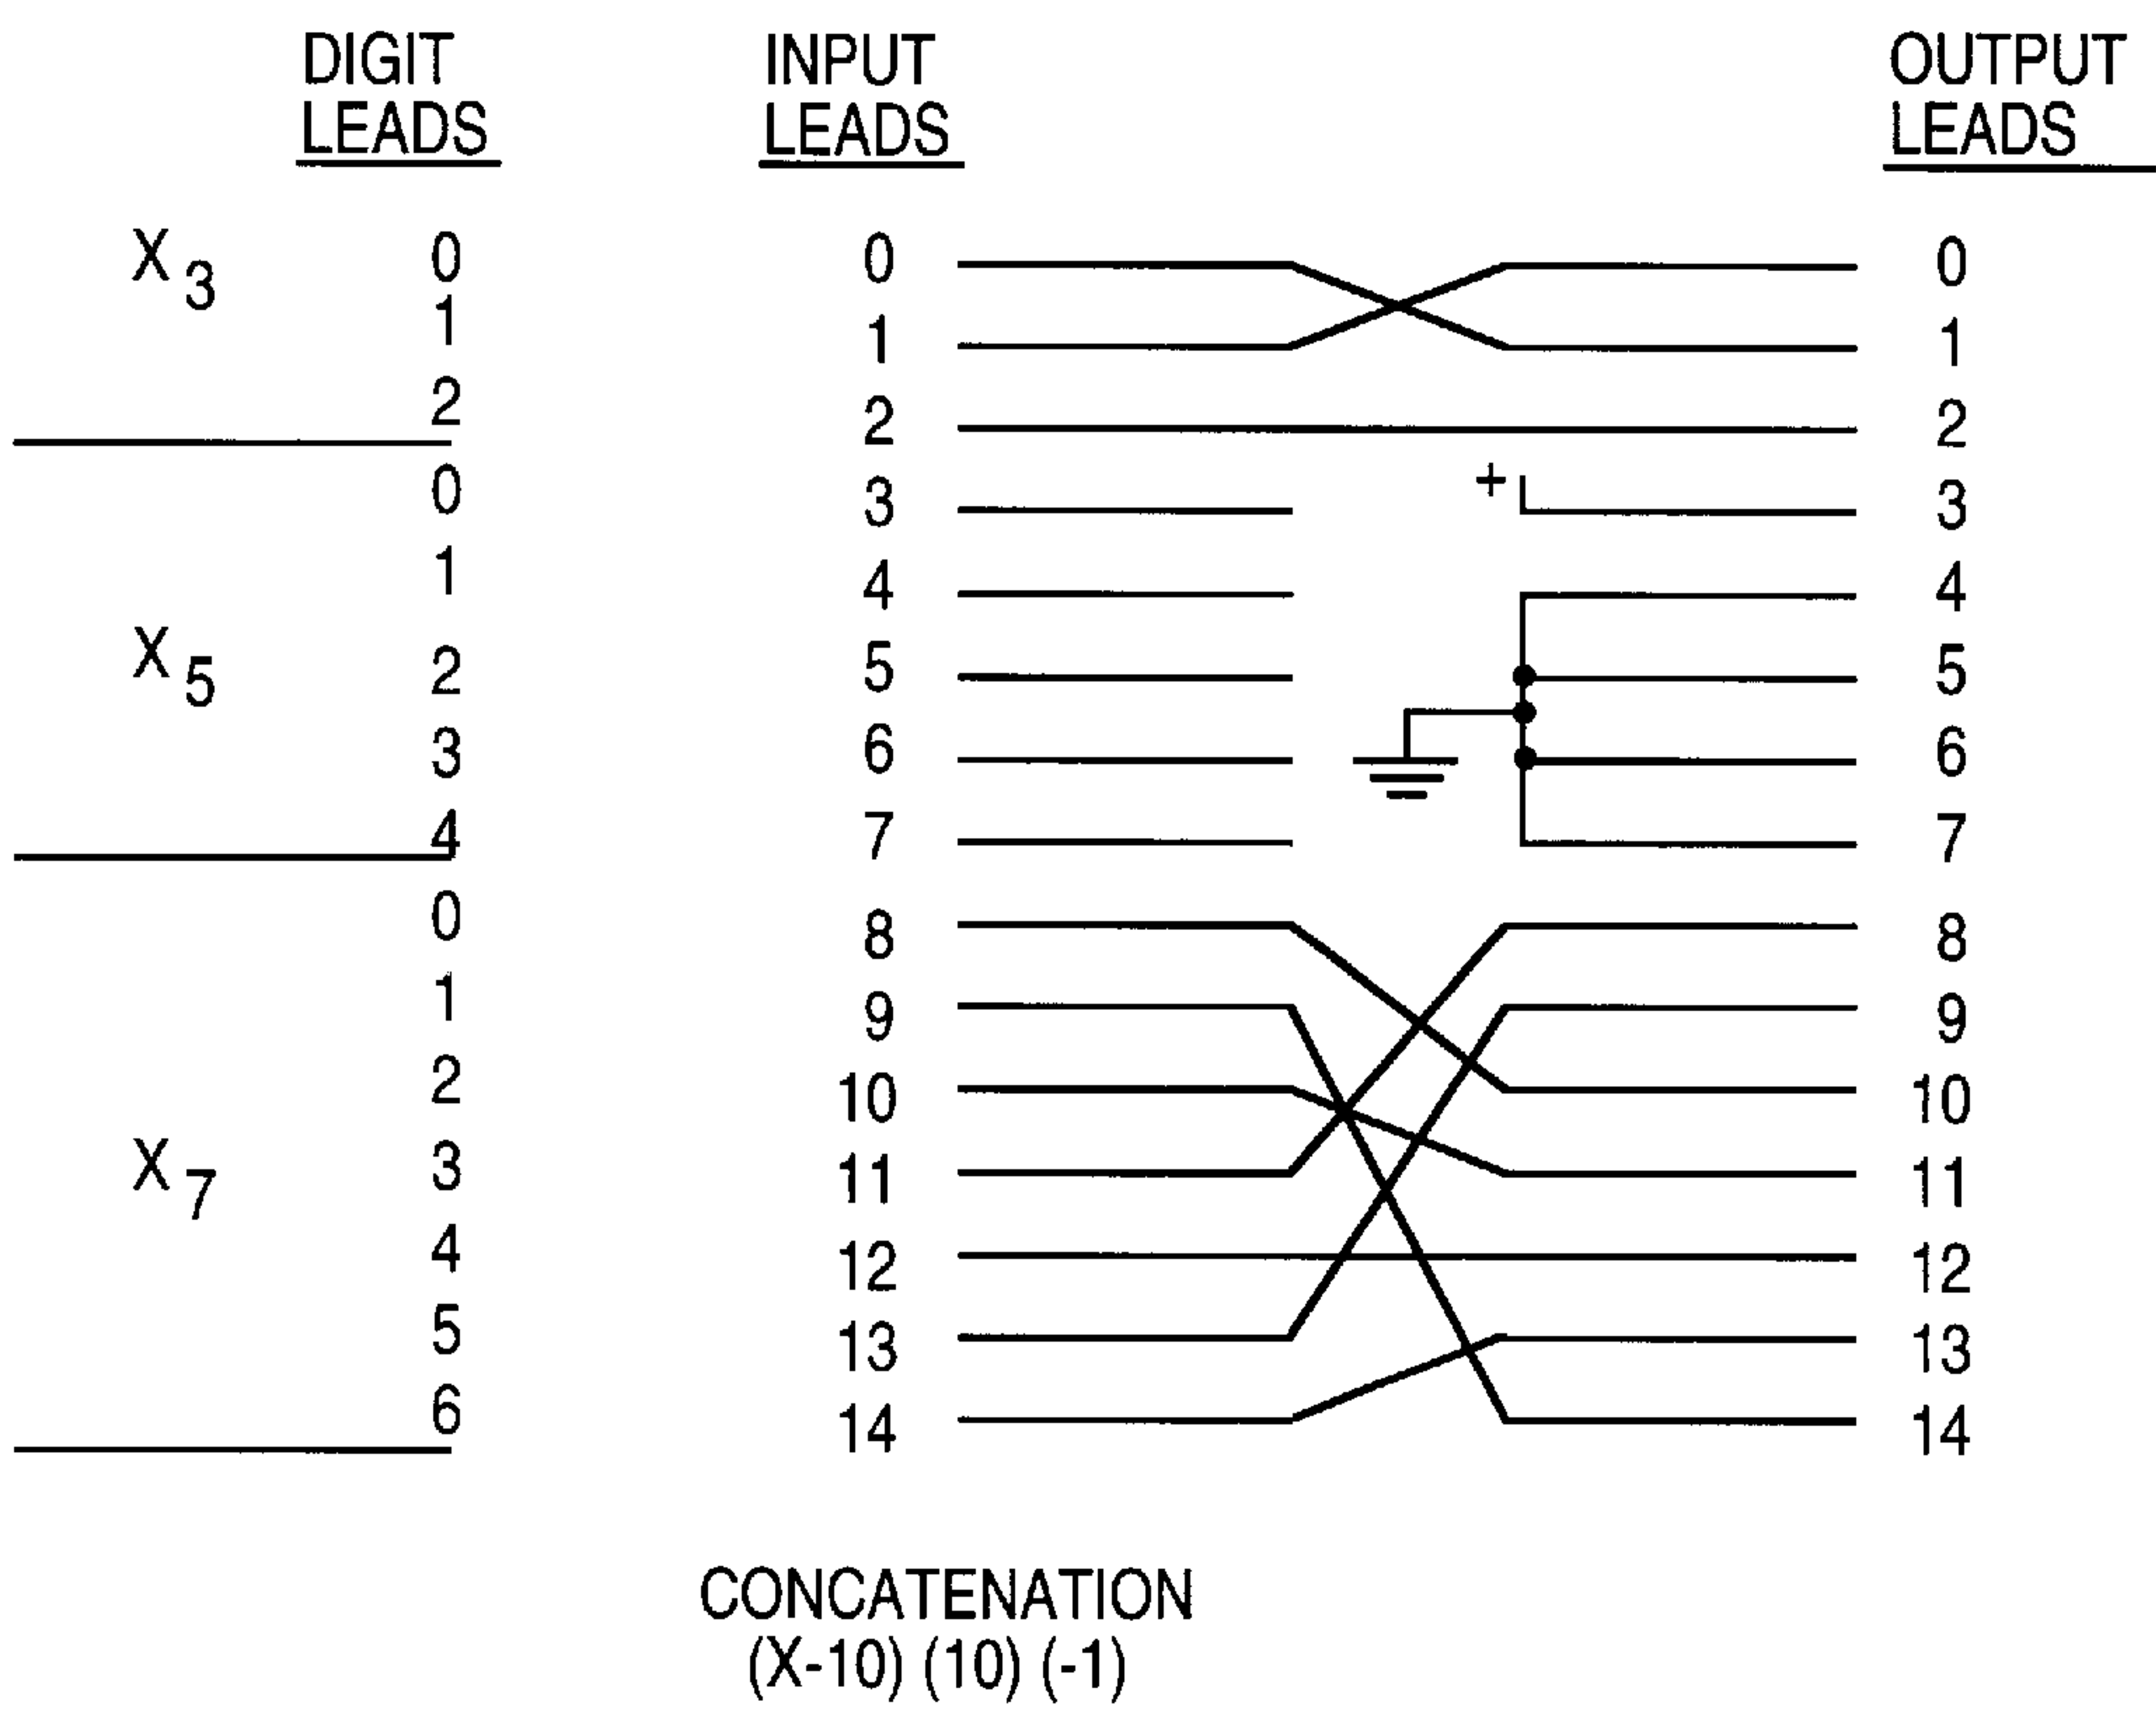 DIGIT LEADS INPUT LEADS OUTPUT LEADS
X3 0 0 0
1 1 1
2 2 2
0 3 + 3
1 4 4
X5 2 5 5
3 6 6
4 7 7
0 8 8
1 9 9
2 10 10
X7 3 11 11
4 12 12
5 13 13
6 14 14
CONCATENATION
(X-10) (10) (-1)